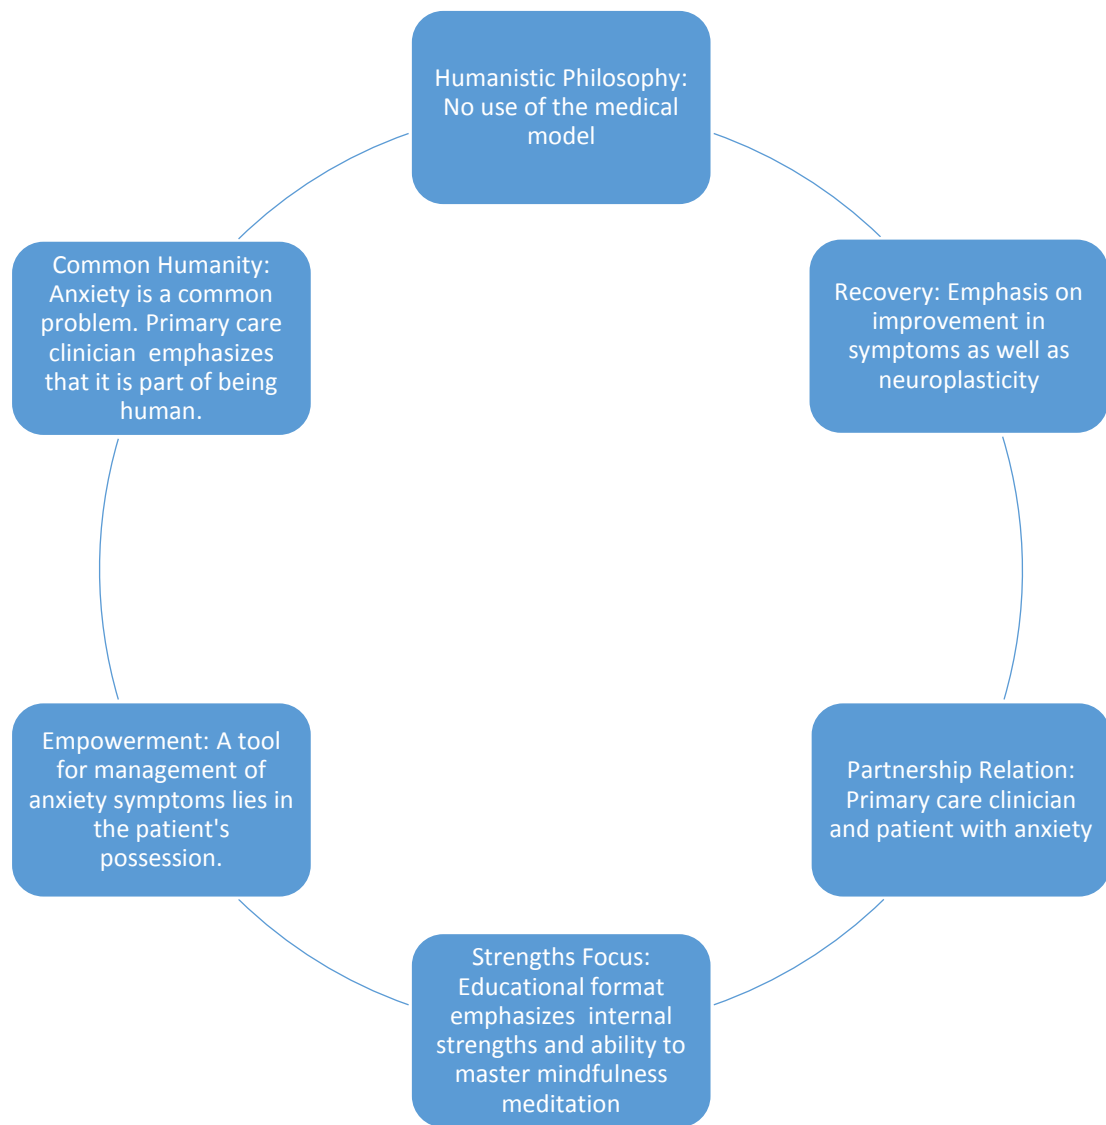 Humanistic Philosophy:
No use of the medical
model
Recovery: Emphasis on
improvement in
symptoms as well as
neuroplasticity
Partnership Relation:
Primary care clinician
and patient with anxiety
Strengths Focus:
Educational format
emphasizes  internal
strengths and ability to
master mindfulness
meditation
Empowerment: A tool
for management of
anxiety symptoms lies in
the patient's
possession.
Common Humanity:
Anxiety is a common
problem. Primary care
clinician  emphasizes
that it is part of being
human.